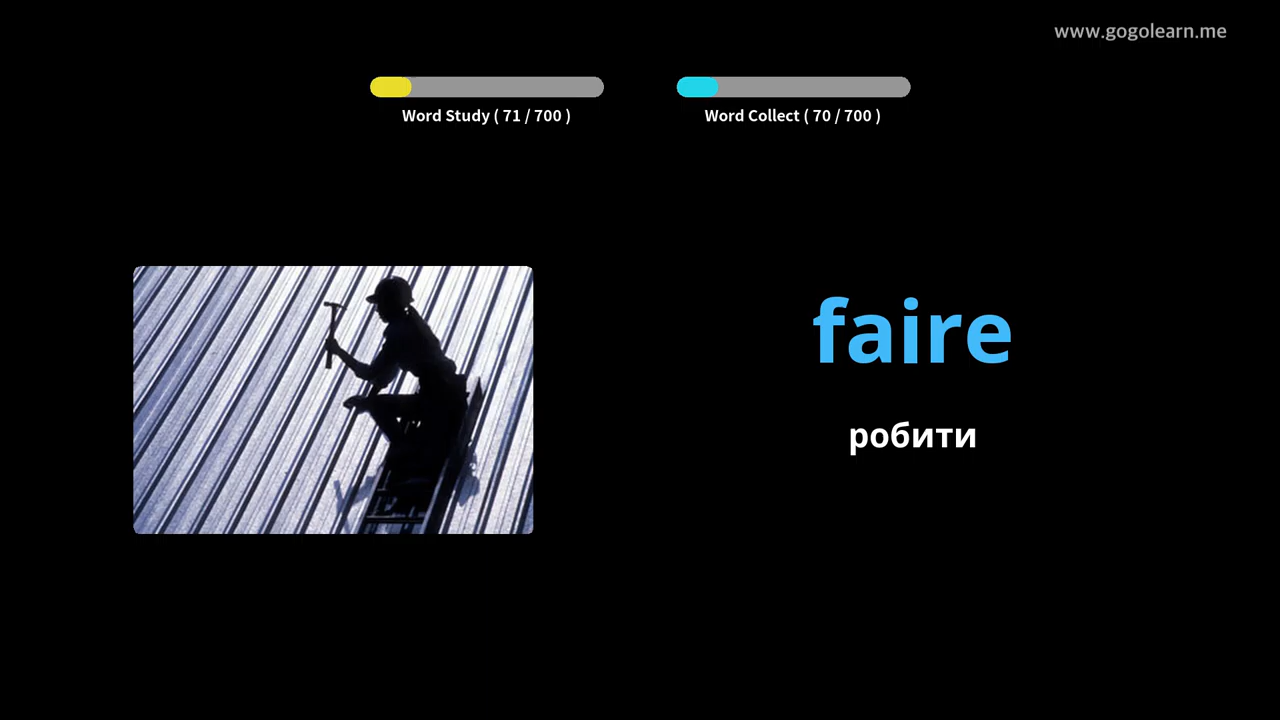 www.gogolearn.me
Word Study ( 71 / 700 )
Word Collect ( 70 / 700 )
faire
робити